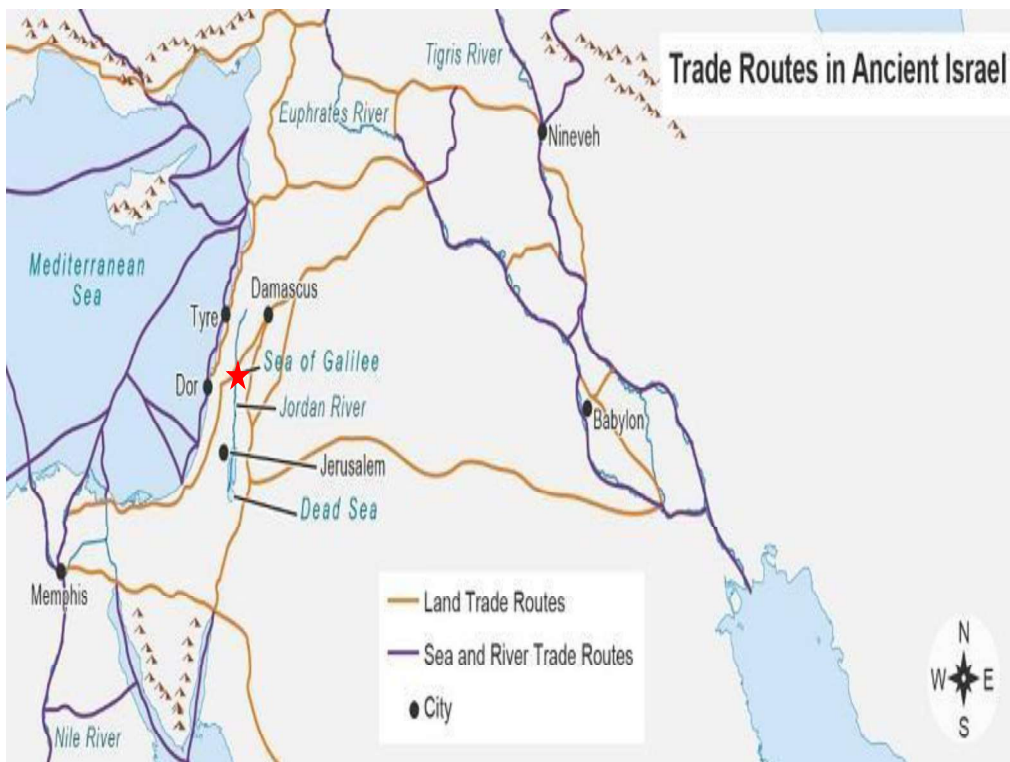 Trade Routes in Ancient Israel
Tigris River
Euphrates River
Nineveh
Mediterranean
Sea
Damascus
Tyre
Sea of Galilee
Dor
Jordan River
Babylon
Jerusalem
Dead Sea
Memphis
Land Trade Routes
Sea and River Trade Routes
City
Nile River
N
W E
S